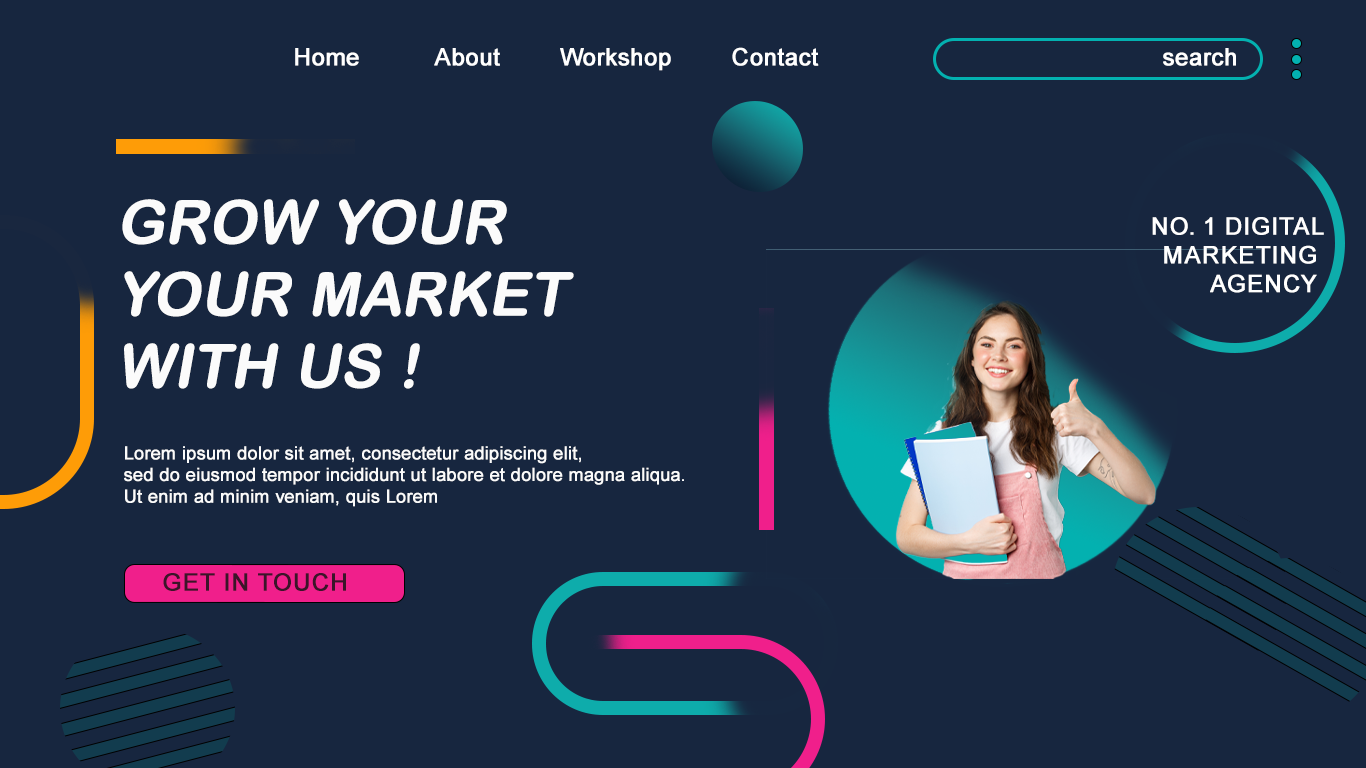 Home About Workshop Contact search
NO. 1 DIGITAL
MARKETING
AGENCY
GROW YOUR
YOUR MARKET
WITH US !
Lorem ipsum dolor sit amet, consectetur adipiscing elit,
sed do eiusmod tempor incididunt ut labore et dolore magna aliqua.
Ut enim ad minim veniam, quis Lorem
GET IN TOUCH